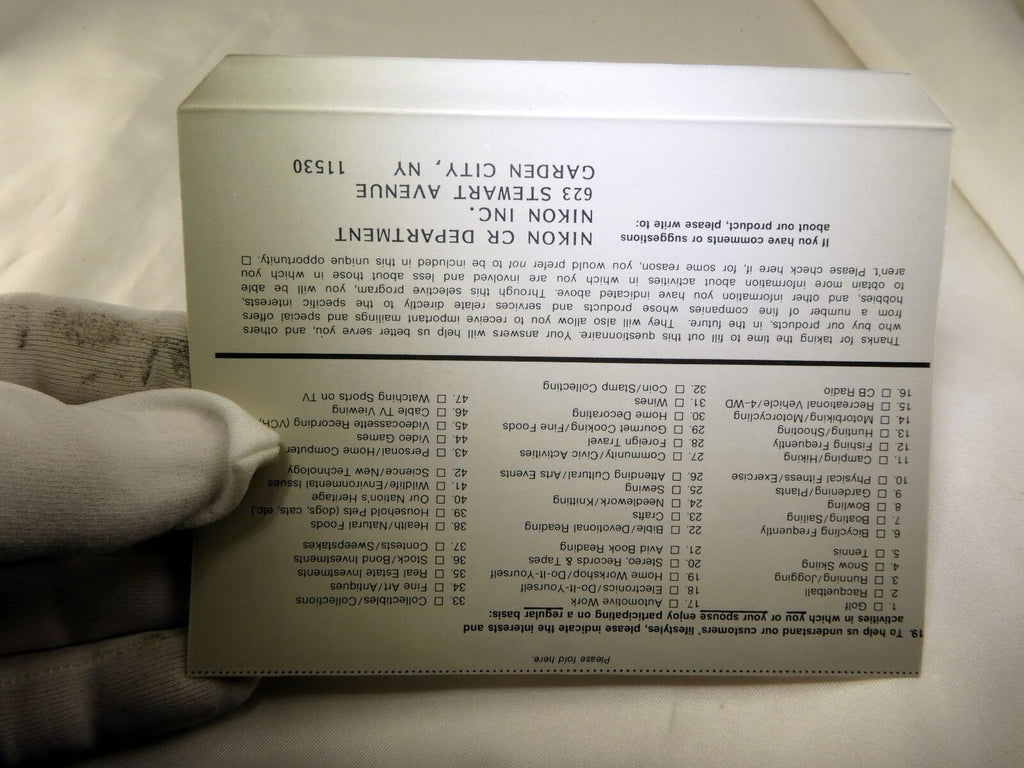 Please fold here.
19. To help us understand our customers' lifestyles, please indicate the interests and
activities in which you or your spouse enjoy participating on a regular basis:
1. ☐ Golf
2. ☐ Racquetball
3. ☐ Running/Jogging
4. ☐ Snow Skiing
5. ☐ Tennis
6. ☐ Bicycling Frequently
7. ☐ Boating/Sailing
8. ☐ Bowling
9. ☐ Gardening/Plants
10. ☐ Physical Fitness/Exercise
11. ☐ Camping/Hiking
12. ☐ Fishing Frequently
13. ☐ Hunting/Shooting
14. ☐ Motorbiking/Motorcycling
15. ☐ Recreational Vehicle/4-WD
16. ☐ CB Radio
17. ☐ Automotive Work
18. ☐ Electronics/Do-It-Yourself
19. ☐ Home Workshop/Do-It-Yourself
20. ☐ Stereo, Records & Tapes
21. ☐ Avid Book Reading
22. ☐ Bible/Devotional Reading
23. ☐ Crafts
24. ☐ Needlework/Knitting
25. ☐ Sewing
26. ☐ Attending Cultural/Arts Events
27. ☐ Community/Civic Activities
28. ☐ Foreign Travel
29. ☐ Gourmet Cooking/Fine Foods
30. ☐ Home Decorating
31. ☐ Wines
32. ☐ Coin/Stamp Collecting
33. ☐ Collectibles/Collections
34. ☐ Fine Art/Antiques
35. ☐ Real Estate Investments
36. ☐ Stock/Bond Investments
37. ☐ Contests/Sweepstakes
38. ☐ Health/Natural Foods
39. ☐ Household Pets (dogs, cats, etc.)
40. ☐ Our Nation's Heritage
41. ☐ Wildlife/Environmental Issues
42. ☐ Science/New Technology
43. ☐ Personal/Home Computer
44. ☐ Video Games
45. ☐ Videocassette Recording (VCR)
46. ☐ Cable TV Viewing
47. ☐ Watching Sports on TV
Thanks for taking the time to fill out this questionnaire. Your answers will help us better serve you, and others
who buy our products, in the future. They will also allow you to receive important mailings and special offers
from a number of fine companies whose products and services relate directly to the specific interests,
hobbies, and other information you have indicated above. Through this selective program, you will be able
to obtain more information about activities in which you are involved and less about those in which you
aren't. Please check here if, for some reason, you would prefer not to be included in this unique opportunity. ☐
If you have comments or suggestions
about our product, please write to:
NIKON CR DEPARTMENT
NIKON INC.
623 STEWART AVENUE
GARDEN CITY, NY 11530